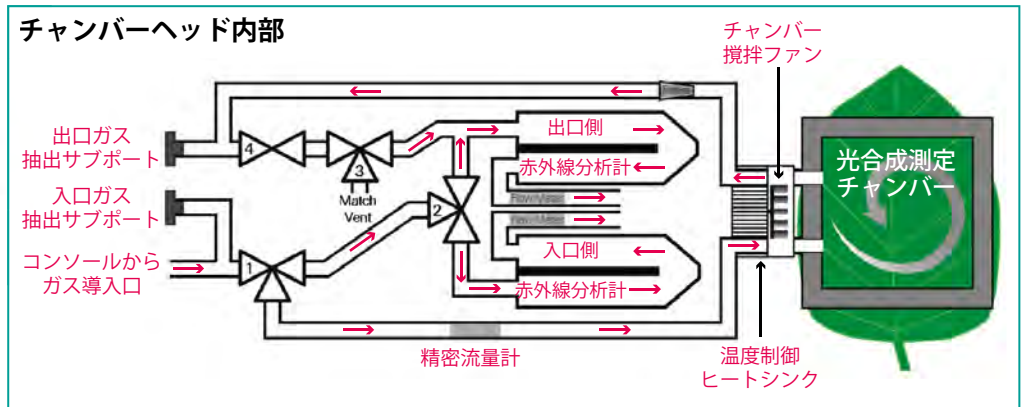 チャンバーヘッド内部
チャンバー
撹拌ファン
出口ガス
抽出サブポート
4
3
Match
Vent
出口側
赤外線分析計
光合成測定
チャンバー
入口ガス
抽出サブポート
2
Flow Meter
Flow Meter
コンソールから
ガス導入口
1
入口側
赤外線分析計
精密流量計
温度制御
ヒートシンク